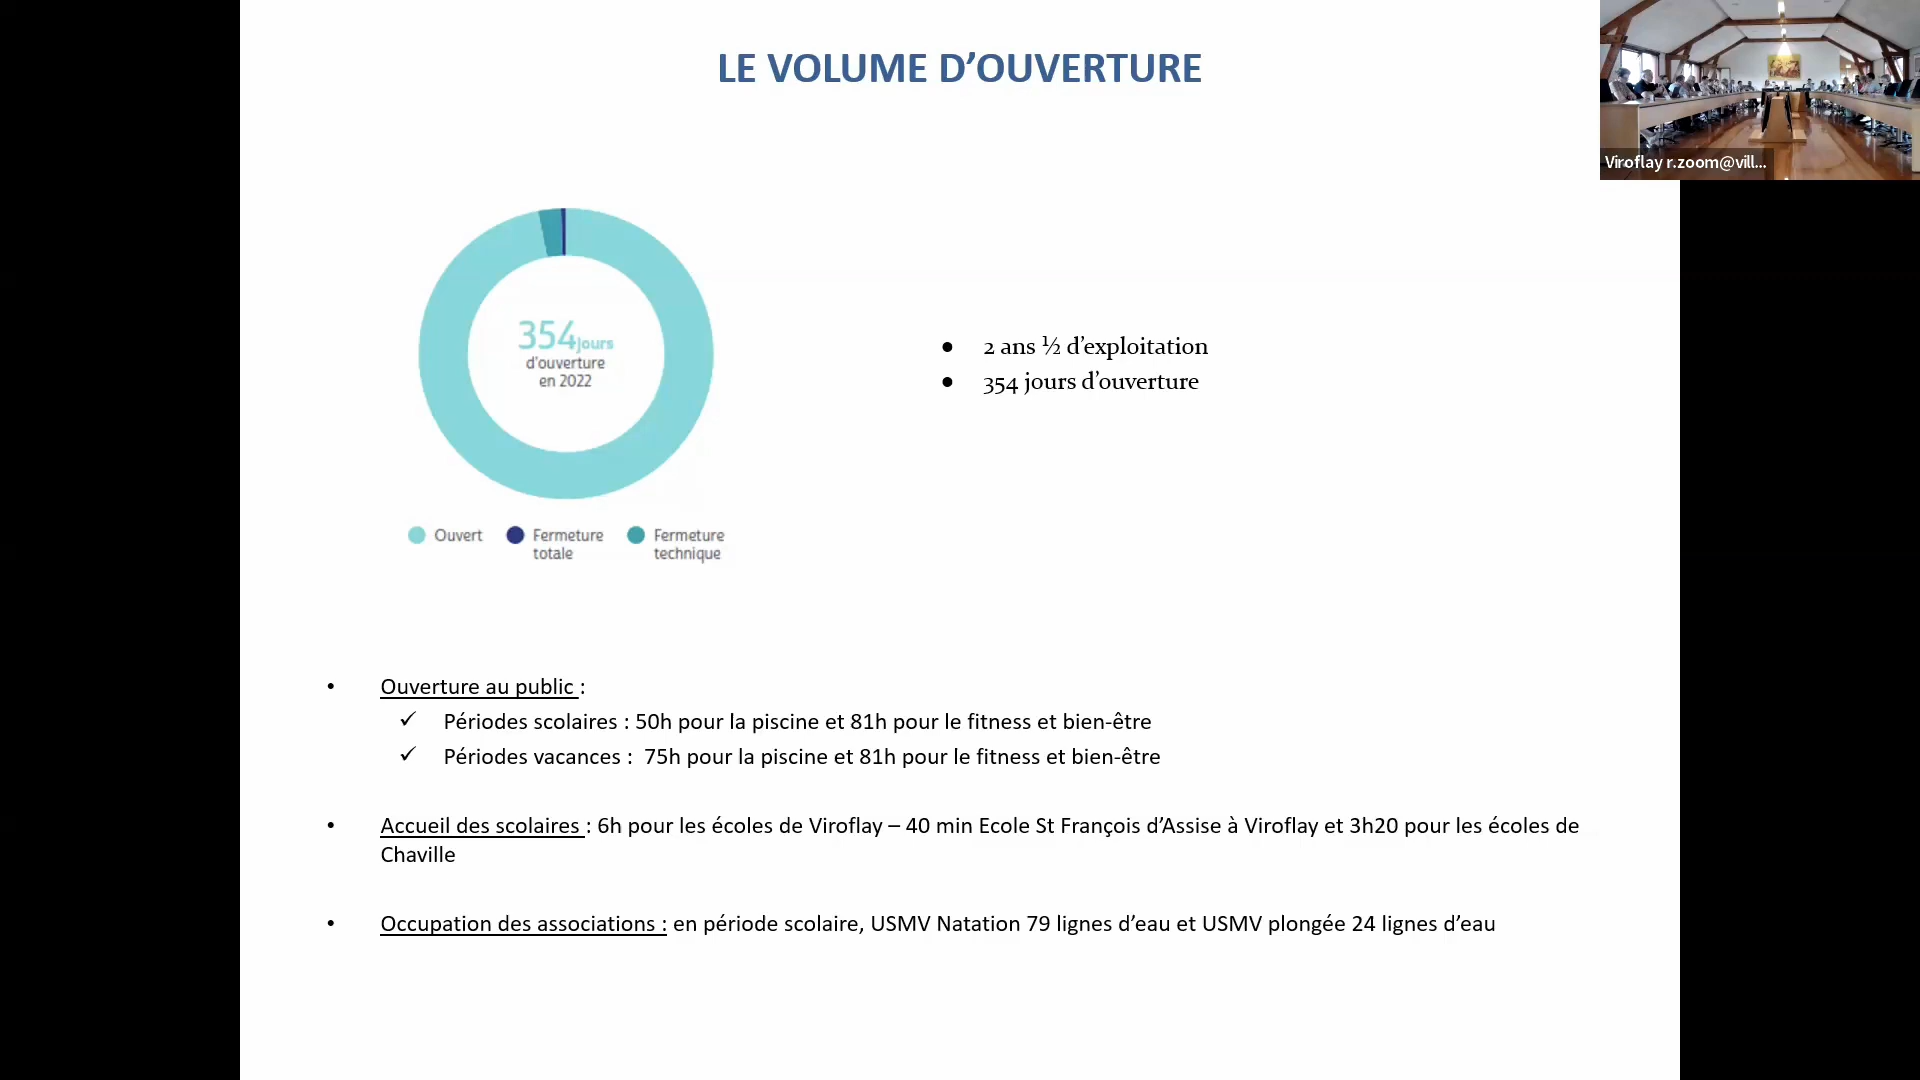 LE VOLUME D’OUVERTURE
Viroflay r.zoom@vill...
354 jours
d'ouverture
en 2022
● 2 ans ½ d’exploitation
● 354 jours d’ouverture
Ouvert
Fermeture
totale
Fermeture
technique
• Ouverture au public :
✓ Périodes scolaires : 50h pour la piscine et 81h pour le fitness et bien-être
✓ Périodes vacances : 75h pour la piscine et 81h pour le fitness et bien-être
• Accueil des scolaires : 6h pour les écoles de Viroflay – 40 min Ecole St François d’Assise à Viroflay et 3h20 pour les écoles de
Chaville
• Occupation des associations : en période scolaire, USMV Natation 79 lignes d’eau et USMV plongée 24 lignes d’eau